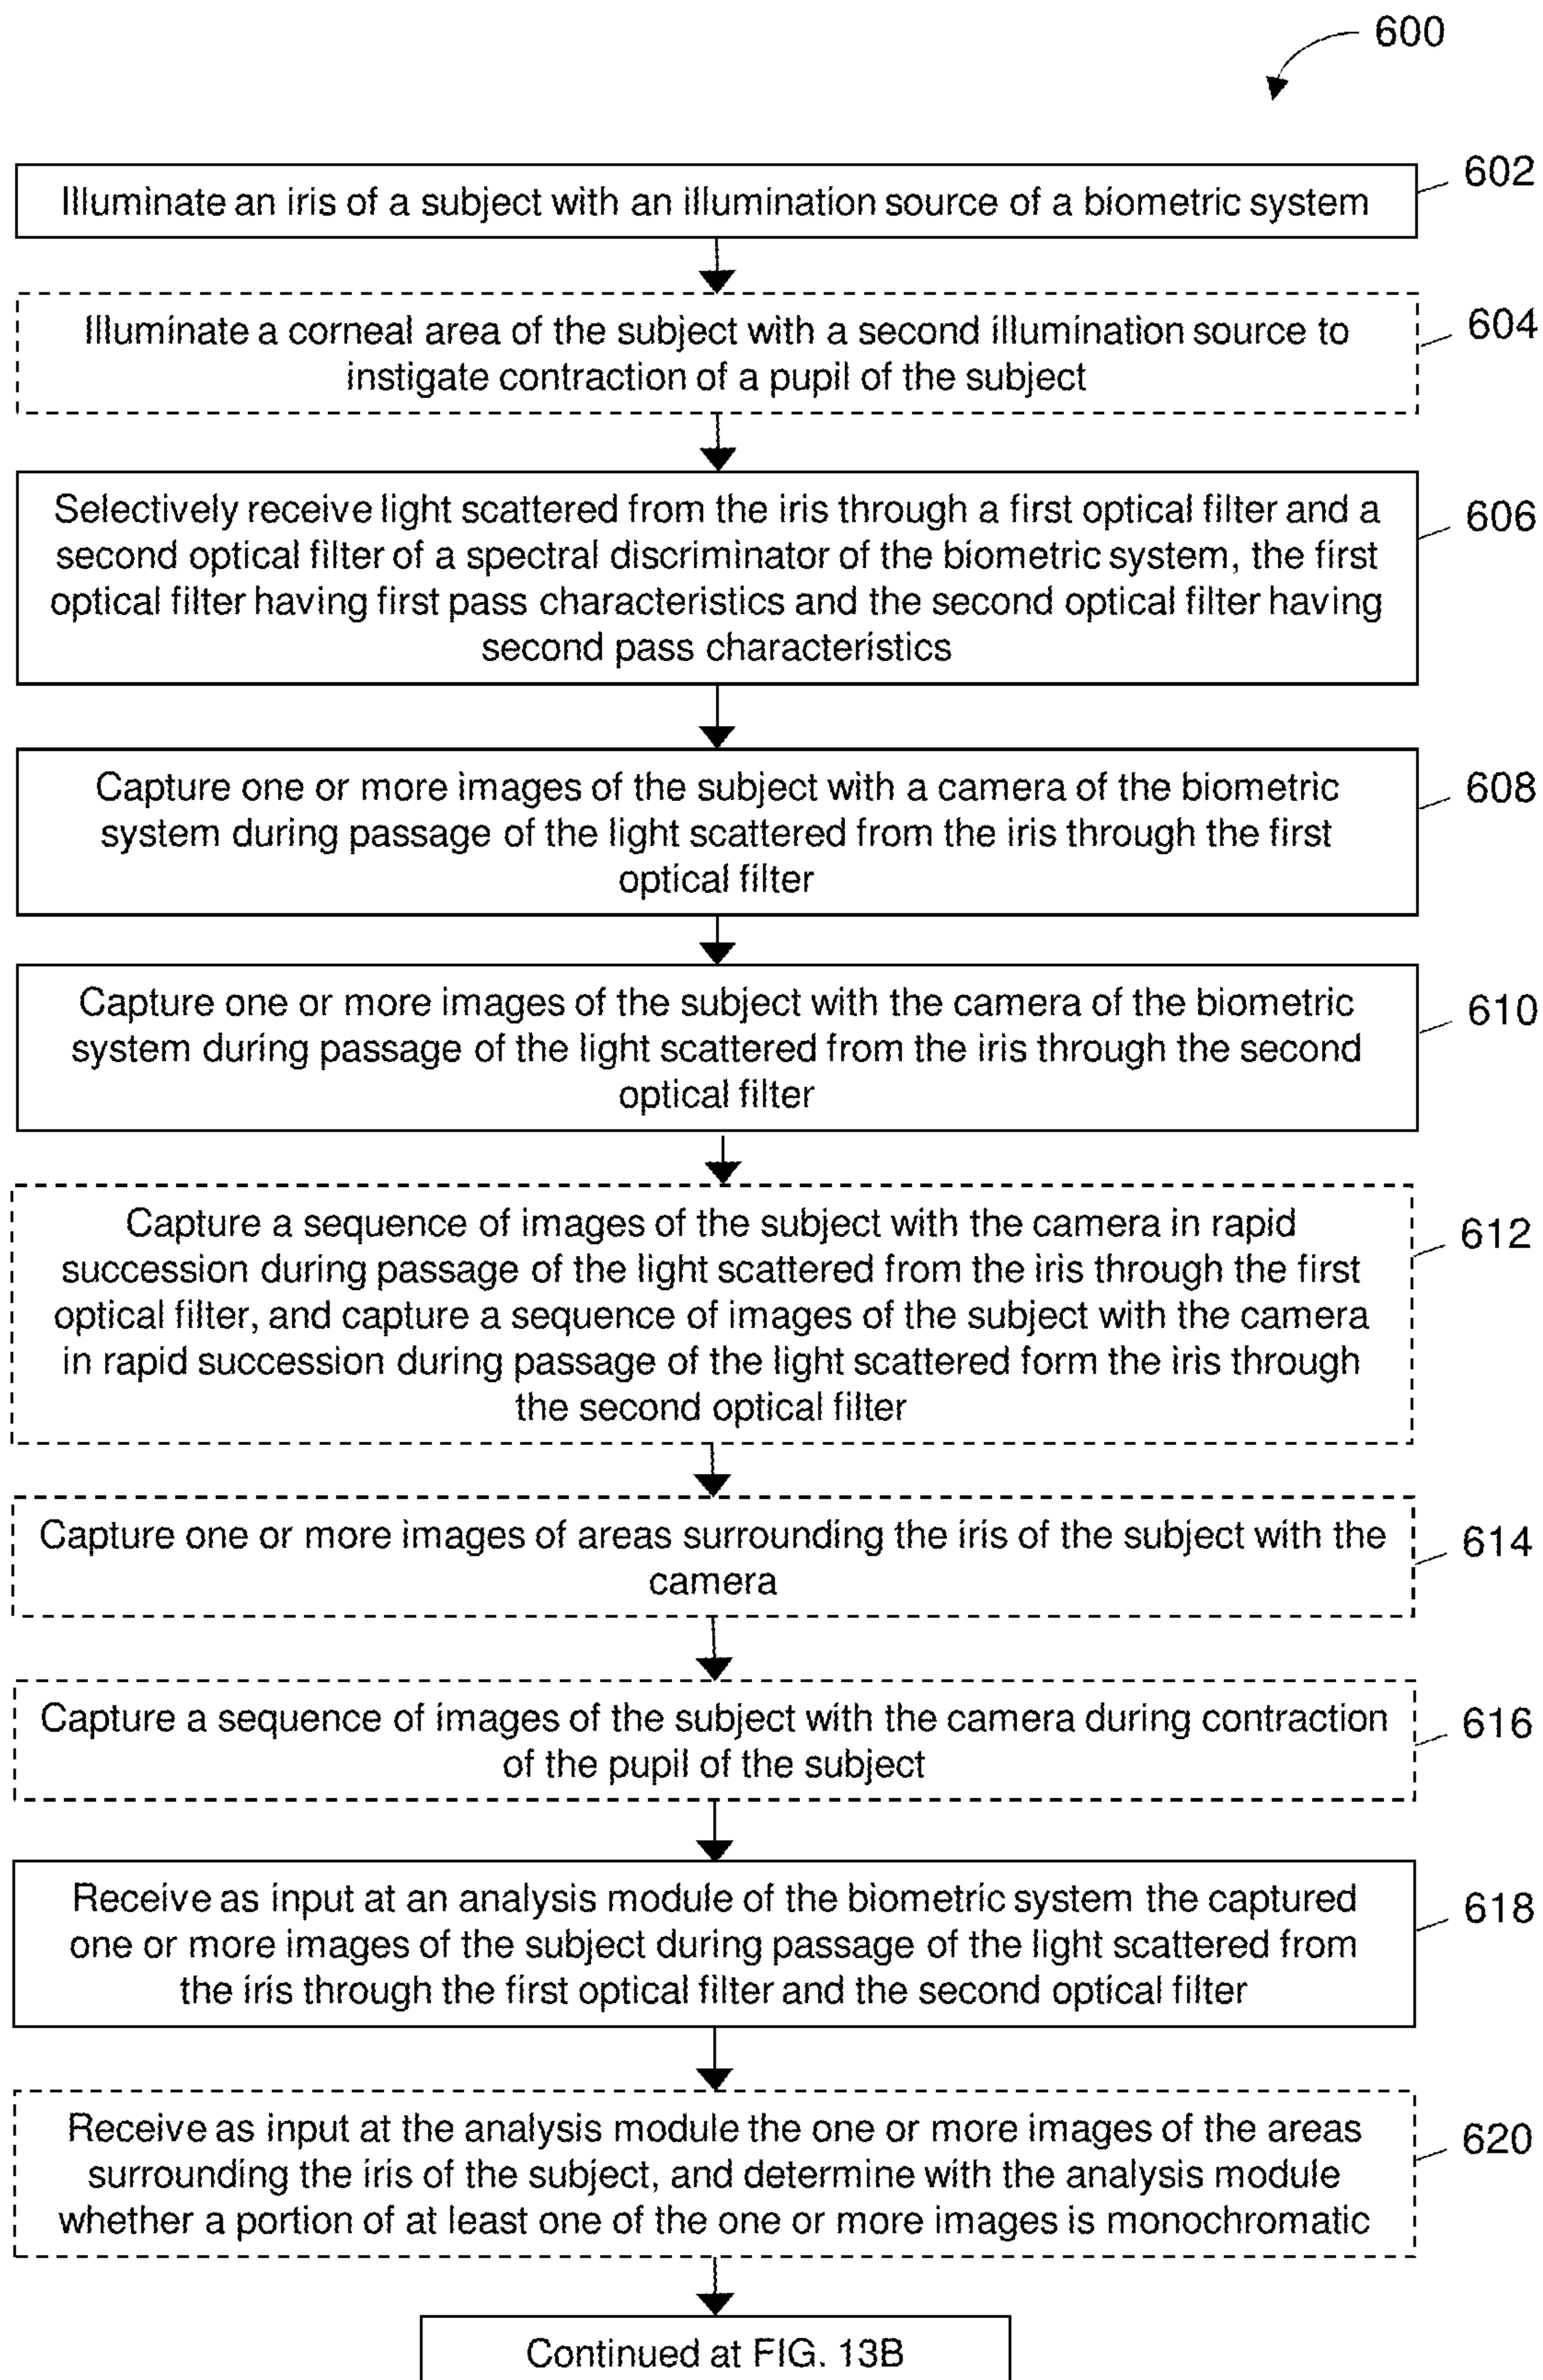 600
602
Illuminate an iris of a subject with an illumination source of a biometric system
604
Illuminate a corneal area of the subject with a second illumination source to
instigate contraction of a pupil of the subject
606
Selectively receive light scattered from the iris through a first optical filter and a
second optical filter of a spectral discriminator of the biometric system, the first
optical filter having first pass characteristics and the second optical filter having
second pass characteristics
608
Capture one or more images of the subject with a camera of the biometric
system during passage of the light scattered from the iris through the first
optical filter
610
Capture one or more images of the subject with the camera of the biometric
system during passage of the light scattered from the iris through the second
optical filter
612
Capture a sequence of images of the subject with the camera in rapid
succession during passage of the light scattered from the iris through the first
optical filter, and capture a sequence of images of the subject with the camera
in rapid succession during passage of the light scattered form the iris through
the second optical filter
614
Capture one or more images of areas surrounding the iris of the subject with the
camera
616
Capture a sequence of images of the subject with the camera during contraction
of the pupil of the subject
618
Receive as input at an analysis module of the biometric system the captured
one or more images of the subject during passage of the light scattered from
the iris through the first optical filter and the second optical filter
620
Receive as input at the analysis module the one or more images of the areas
surrounding the iris of the subject, and determine with the analysis module
whether a portion of at least one of the one or more images is monochromatic
Continued at FIG. 13B